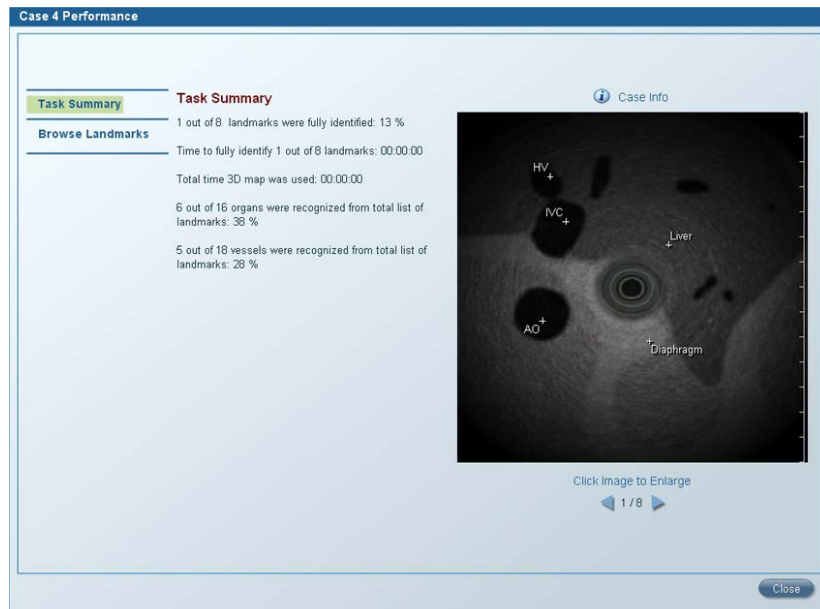 Case 4 Performance
Task Summary
Browse Landmarks
Task Summary
1 out of 8 landmarks were fully identified: 13 %
Time to fully identify 1 out of 8 landmarks: 00:00:00
Total time 3D map was used: 00:00:00
6 out of 16 organs were recognized from total list of
landmarks: 38 %
5 out of 18 vessels were recognized from total list of
landmarks: 28 %
Case Info
HV
IVC
Liver
AO
Diaphragm
Click Image to Enlarge
1 / 8
Close